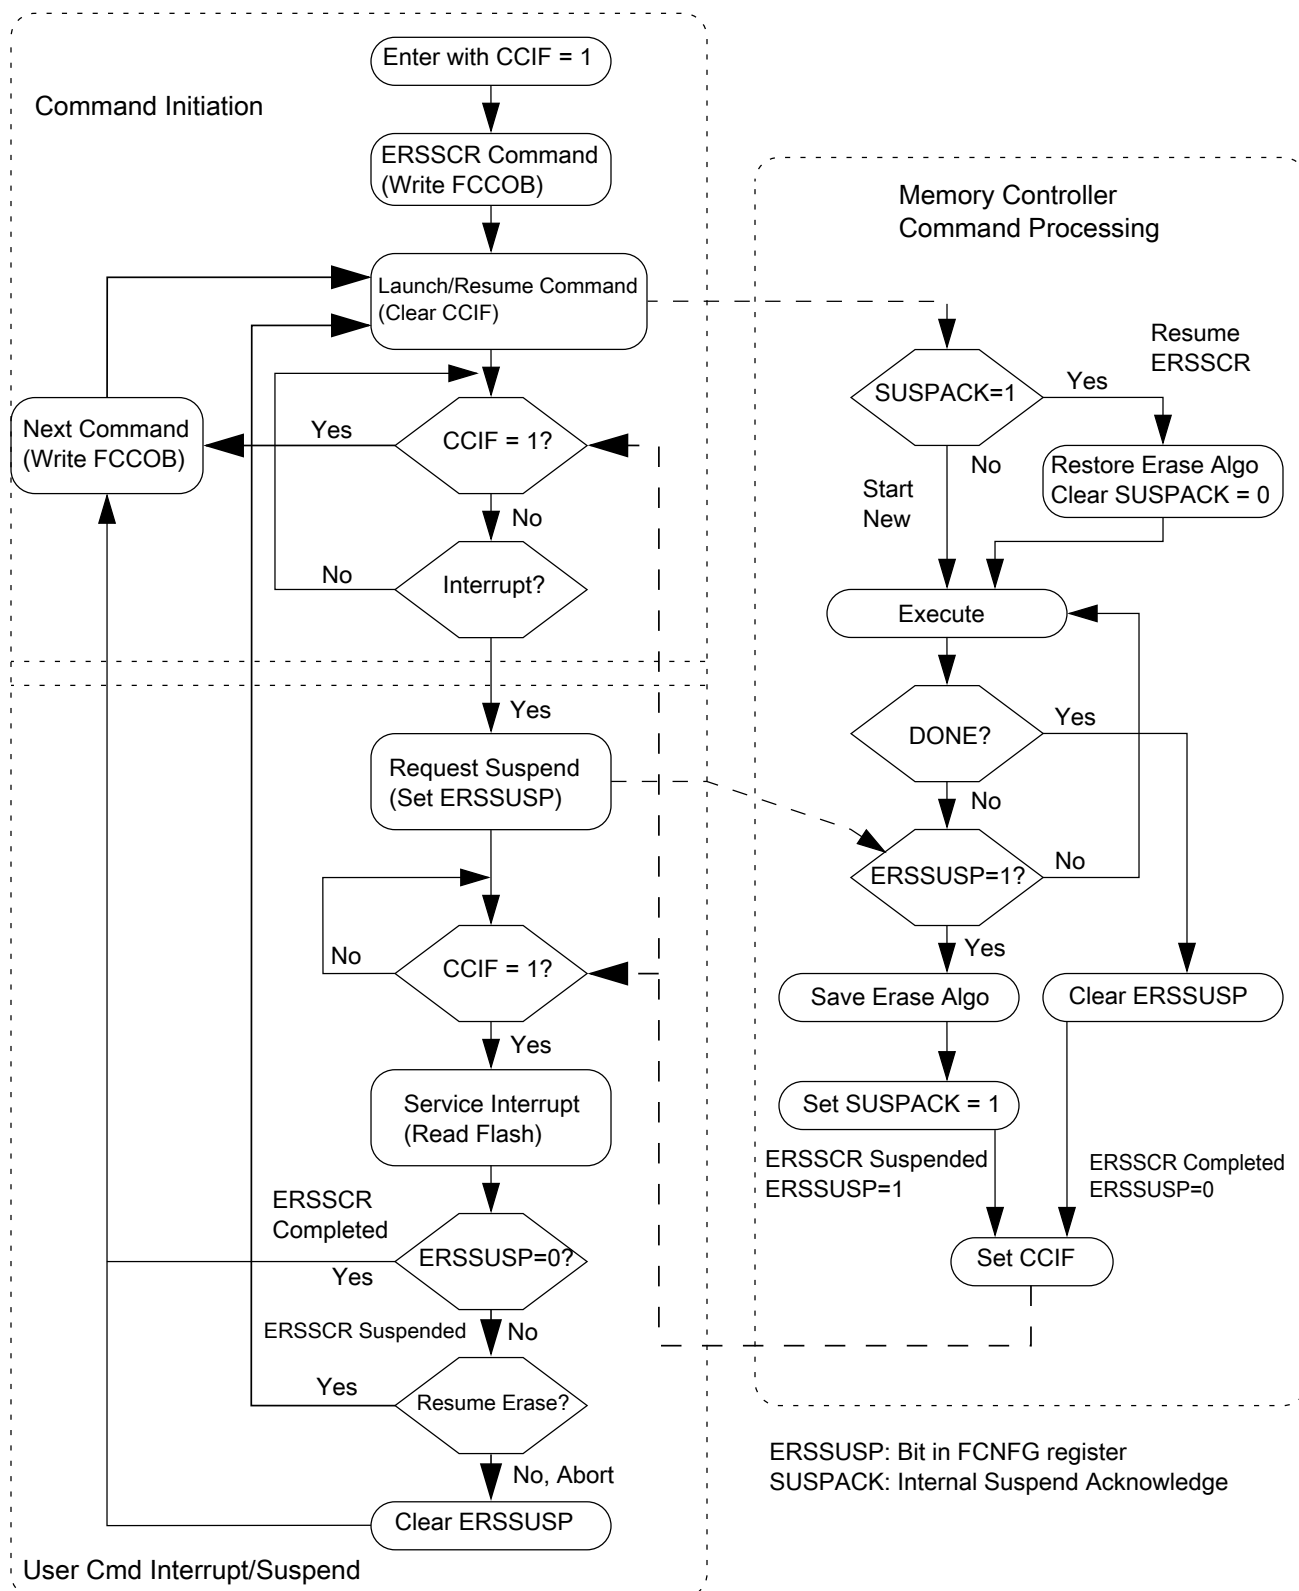 Enter with CCIF = 1
Command Initiation
ERSSCR Command
(Write FCCOB)
Memory Controller
Command Processing
Launch/Resume Command
(Clear CCIF)
Resume
ERSSCR
SUSPACK=1
Yes
Next Command
(Write FCCOB)
Yes
CCIF = 1?
No
Restore Erase Algo
Clear SUSPACK = 0
Start
New
No
No
Interrupt?
Execute
Yes
DONE?
Yes
Request Suspend
(Set ERSSUSP)
No
ERSSUSP=1?
No
No
CCIF = 1?
Yes
Save Erase Algo
Clear ERSSUSP
Yes
Service Interrupt
(Read Flash)
Set SUSPACK = 1
ERSSCR Suspended
ERSSUSP=1
ERSSCR Completed
ERSSUSP=0
ERSSCR
Completed
ERSSUSP=0?
Yes
Set CCIF
ERSSCR Suspended
No
Yes
Resume Erase?
No, Abort
ERSSUSP: Bit in FCNFG register
SUSPACK: Internal Suspend Acknowledge
Clear ERSSUSP
User Cmd Interrupt/Suspend